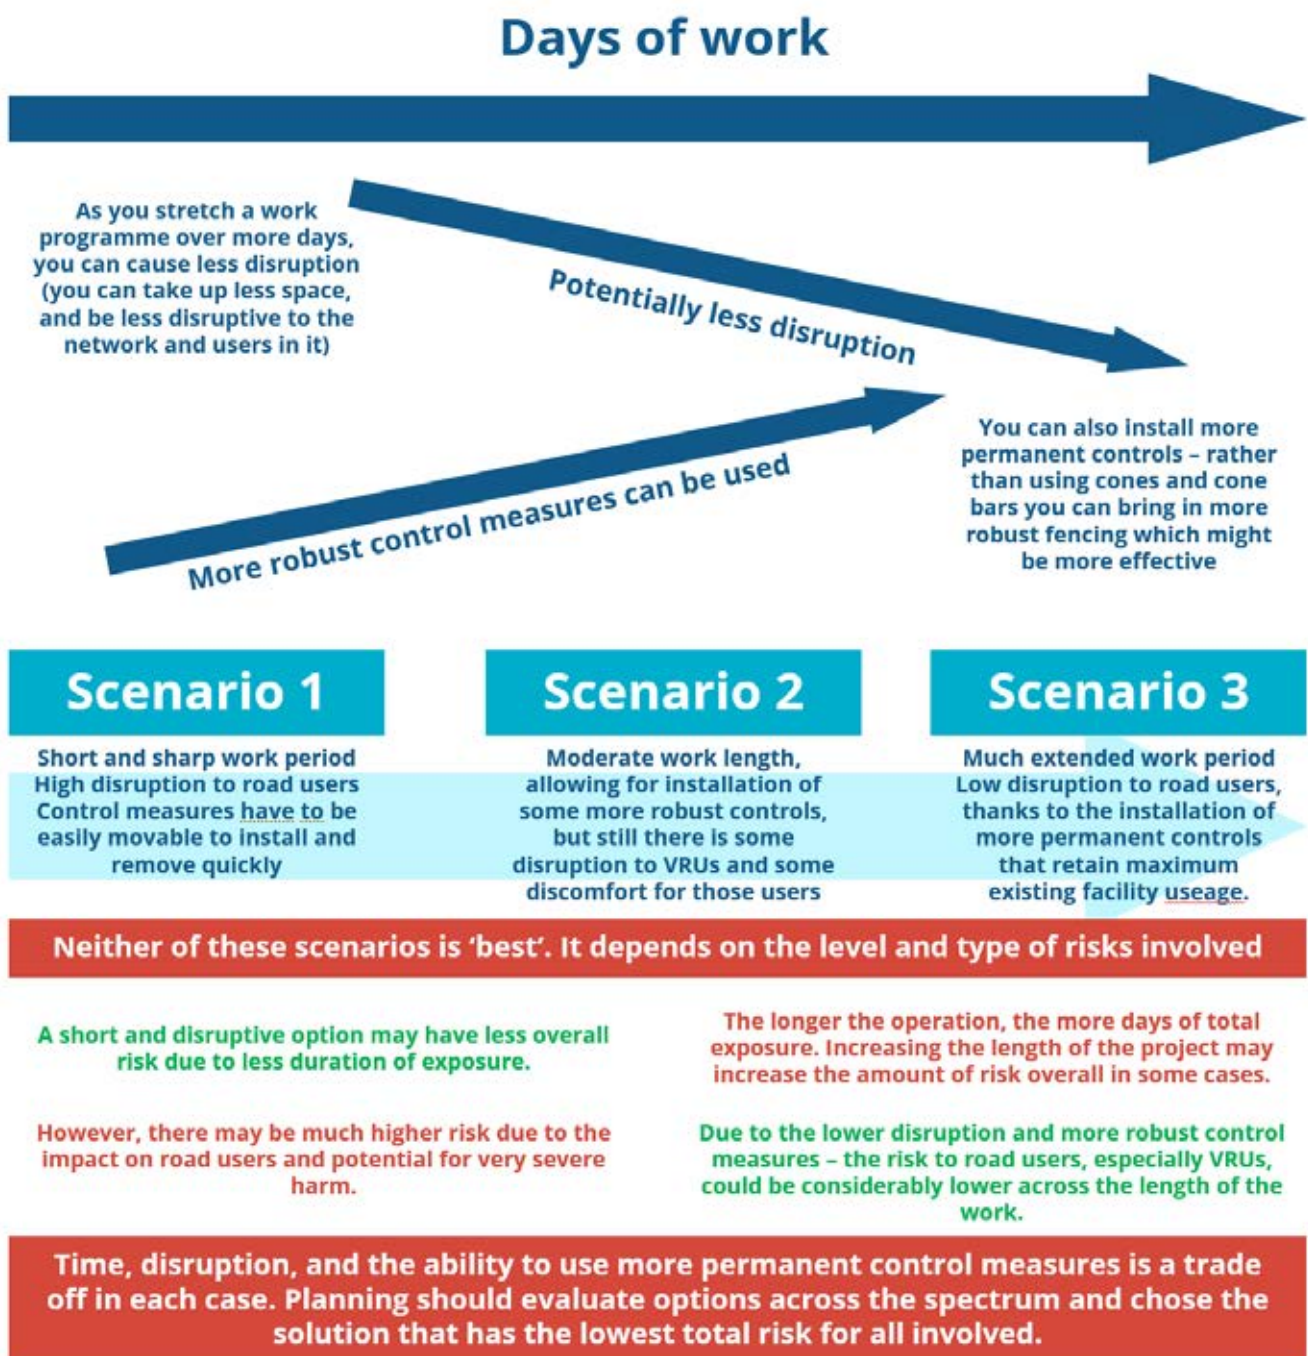 Days of work
As you stretch a work
programme over more days,
you can cause less disruption
(you can take up less space,
and be less disruptive to the
network and users in it)
Potentially less disruption
More robust control measures can be used
You can also install more
permanent controls – rather
than using cones and cone
bars you can bring in more
robust fencing which might
be more effective
Scenario 1
Short and sharp work period
High disruption to road users
Control measures have to be
easily movable to install and
remove quickly
Scenario 2
Moderate work length,
allowing for installation of
some more robust controls,
but still there is some
disruption to VRUs and some
discomfort for those users
Scenario 3
Much extended work period
Low disruption to road users,
thanks to the installation of
more permanent controls
that retain maximum
existing facility useage.
Neither of these scenarios is ‘best’. It depends on the level and type of risks involved
A short and disruptive option may have less overall
risk due to less duration of exposure.
However, there may be much higher risk due to the
impact on road users and potential for very severe
harm.
The longer the operation, the more days of total
exposure. Increasing the length of the project may
increase the amount of risk overall in some cases.
Due to the lower disruption and more robust control
measures – the risk to road users, especially VRUs,
could be considerably lower across the length of the
work.
Time, disruption, and the ability to use more permanent control measures is a trade
off in each case. Planning should evaluate options across the spectrum and chose the
solution that has the lowest total risk for all involved.